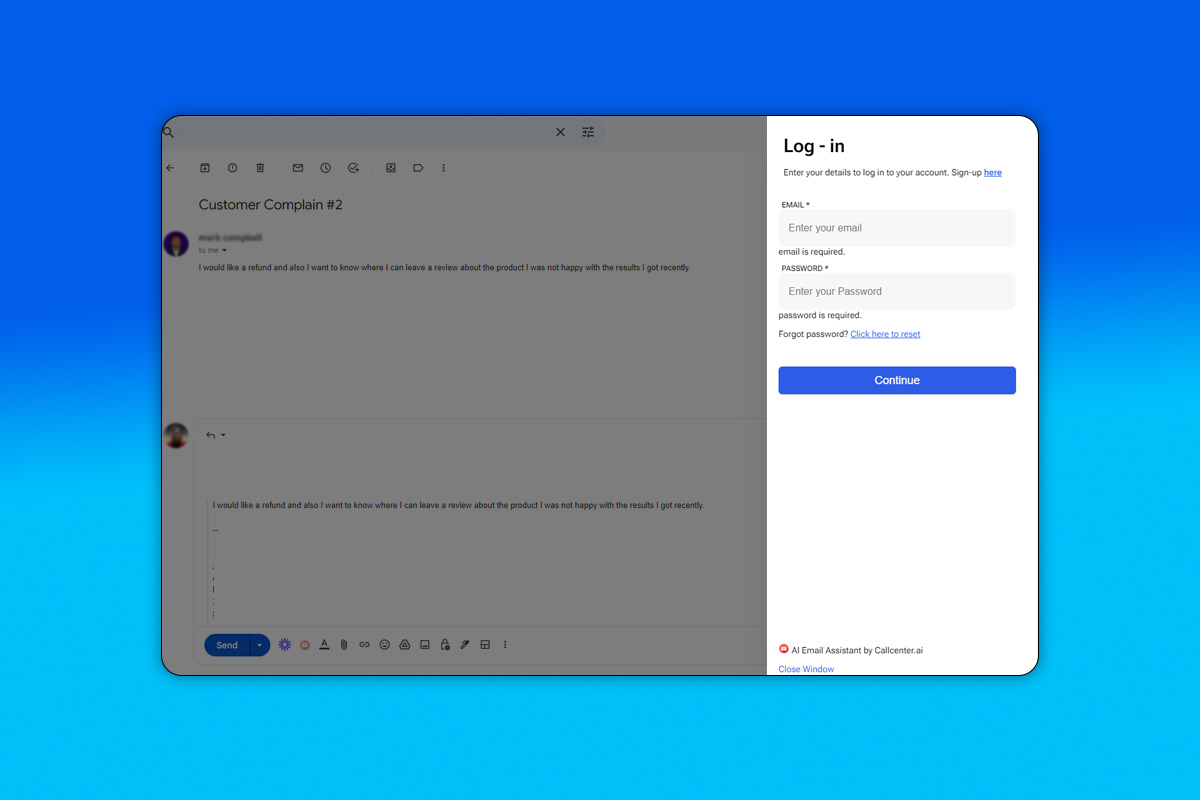 Customer Complain #2
to me
I would like a refund and also I want to know where I can leave a review about the product I was not happy with the results I got recently.
I would like a refund and also I want to know where I can leave a review about the product I was not happy with the results I got recently.
--
Send
Log - in
Enter your details to log in to your account. Sign-up here
EMAIL *
Enter your email
email is required.
PASSWORD *
Enter your Password
password is required.
Forgot password? Click here to reset
Continue
AI Email Assistant by Callcenter.ai
Close Window